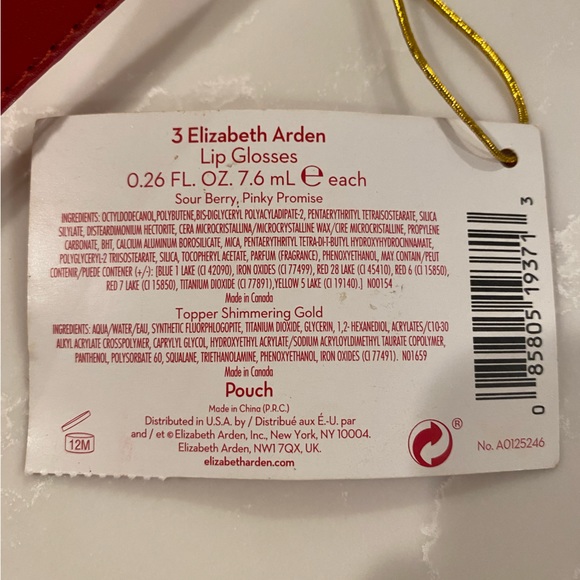 3 Elizabeth Arden
Lip Glosses
0.26 FL. OZ. 7.6 mL ℮ each
Sour Berry, Pinky Promise
INGREDIENTS: OCTYLDODECANOL,POLYBUTENE,BIS-DIGLYCERYL POLYACYLADIPATE-2, PENTAERYTHRITYL TETRAISOSTEARATE, SILICA
SILYLATE, DISTEARDIMONIUM HECTORITE, CERA MICROCRISTALLINA/MICROCRYSTALLINE WAX/CIRE MICROCRISTALLINE, PROPYLENE
CARBONATE, BHT, CALCIUM ALUMINUM BOROSILICATE, MICA, PENTAERYTHRITYL TETRA-DI-T-BUTYL HYDROXYHYDROCINNAMATE,
POLYGLYCERYL-2 TRIISOSTEARATE, SILICA, TOCOPHERYL ACETATE, PARFUM (FRAGRANCE), PHENOXYETHANOL, MAY CONTAIN/PEUT
CONTENIR/PUEDE CONTENER (+/-): [BLUE 1 LAKE (CI 42090), IRON OXIDES (CI 77499), RED 28 LAKE (CI 45410), RED 6 (CI 15850),
RED 7 LAKE (CI 15850), TITANIUM DIOXIDE (CI 77891),YELLOW 5 LAKE (CI 19140).] N00154
Made in Canada
Topper Shimmering Gold
INGREDIENTS: AQUA/WATER/EAU, SYNTHETIC FLUORPHLOGOPITE, TITANIUM DIOXIDE, GLYCERIN, 1,2- HEXANEDIOL, ACRYLATES/C10-30
ALKYL ACRYLATE CROSSPOLYMER, CAPRYLYL GLYCOL, HYDROXYETHYL ACRYLATE/SODIUM ACRYLOYLDIMETHYL TAURATE COPOLYMER,
PANTHENOL, POLYSORBATE 60, SQUALANE, TRIETHANOLAMINE, PHENOXYETHANOL, IRON OXIDES (CI 77491). N01659
Made in Canada
Pouch
Made in China (P.R.C.)
Distributed in U.S.A. by / Distribué aux É.-U. par
and / et © Elizabeth Arden, Inc., New York, NY 10004.
Elizabeth Arden, NW1 7QX, UK.
elizabetharden.com
12M
®
No. A0125246
0 85805 19371 3